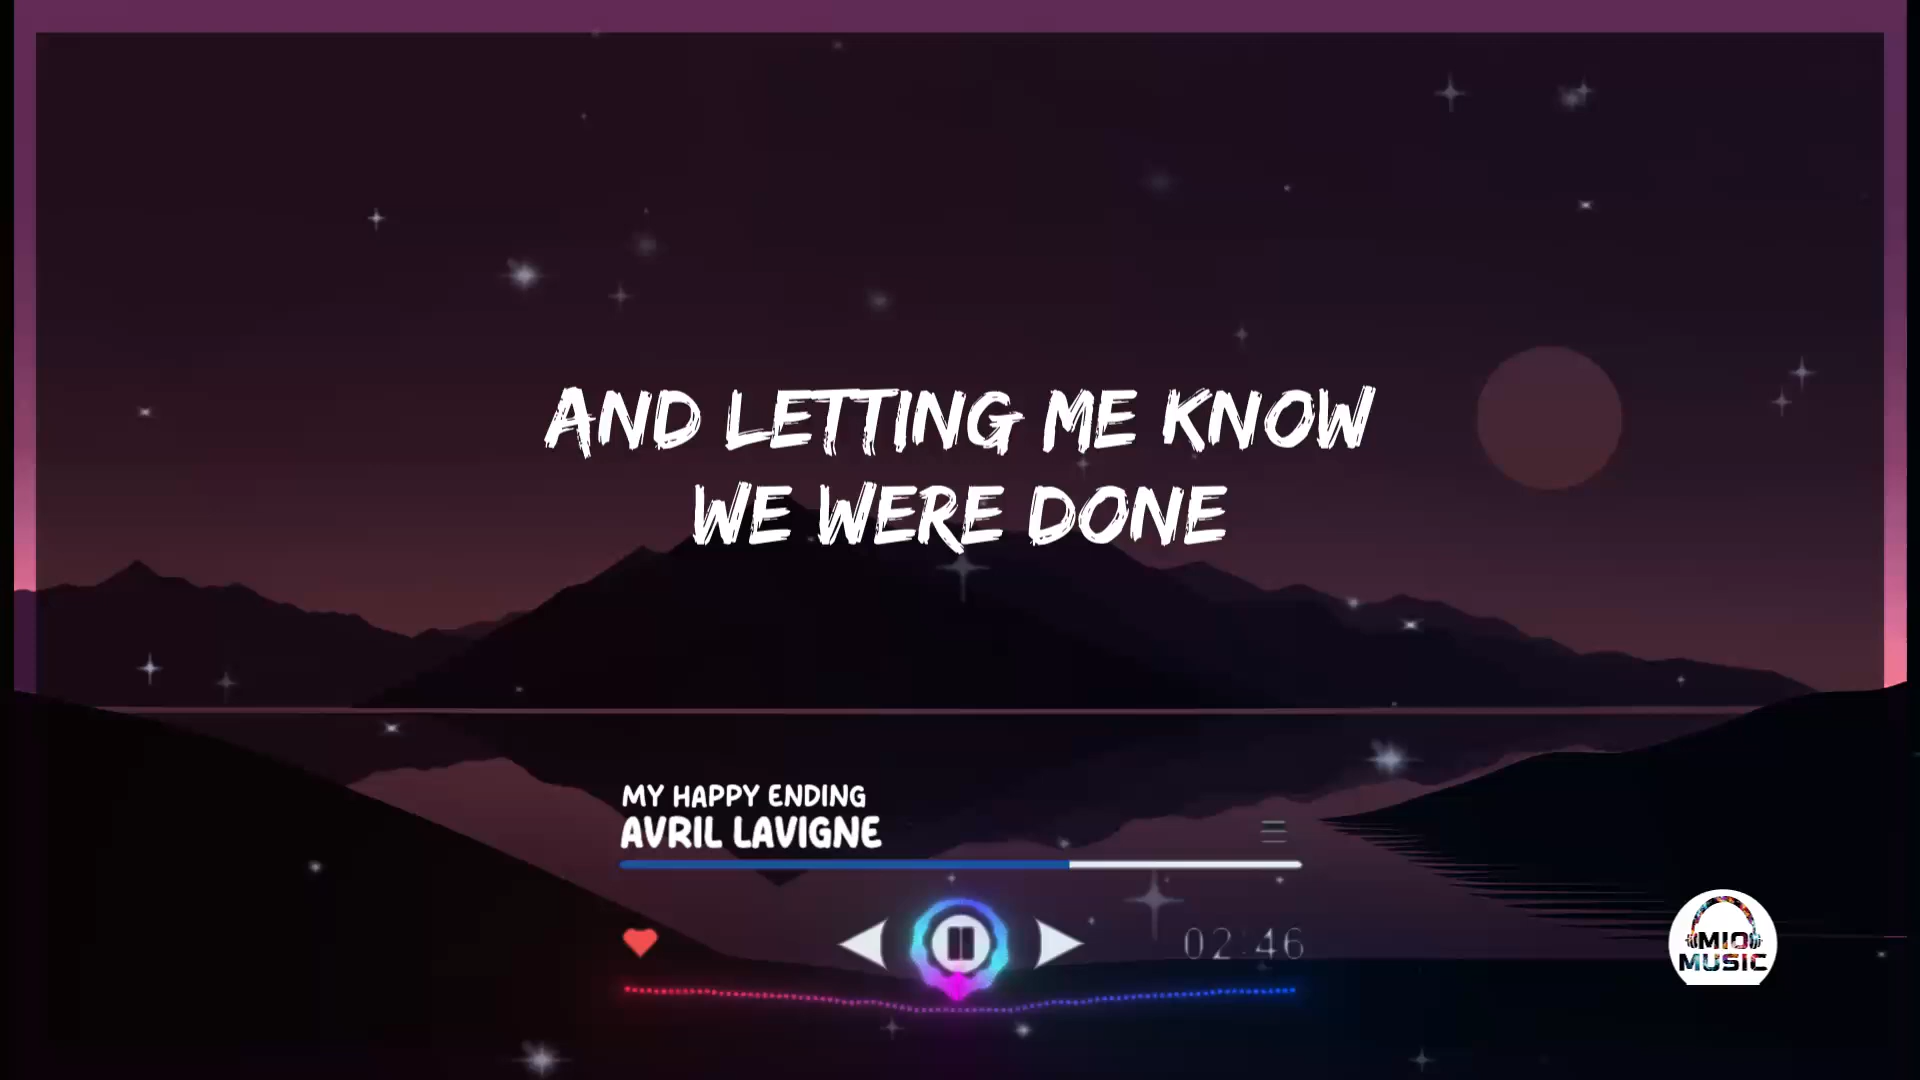 AND LETTING ME KNOW
WE WERE DONE
MY HAPPY ENDING
AVRIL LAVIGNE
02:46
MIO
MUSIC